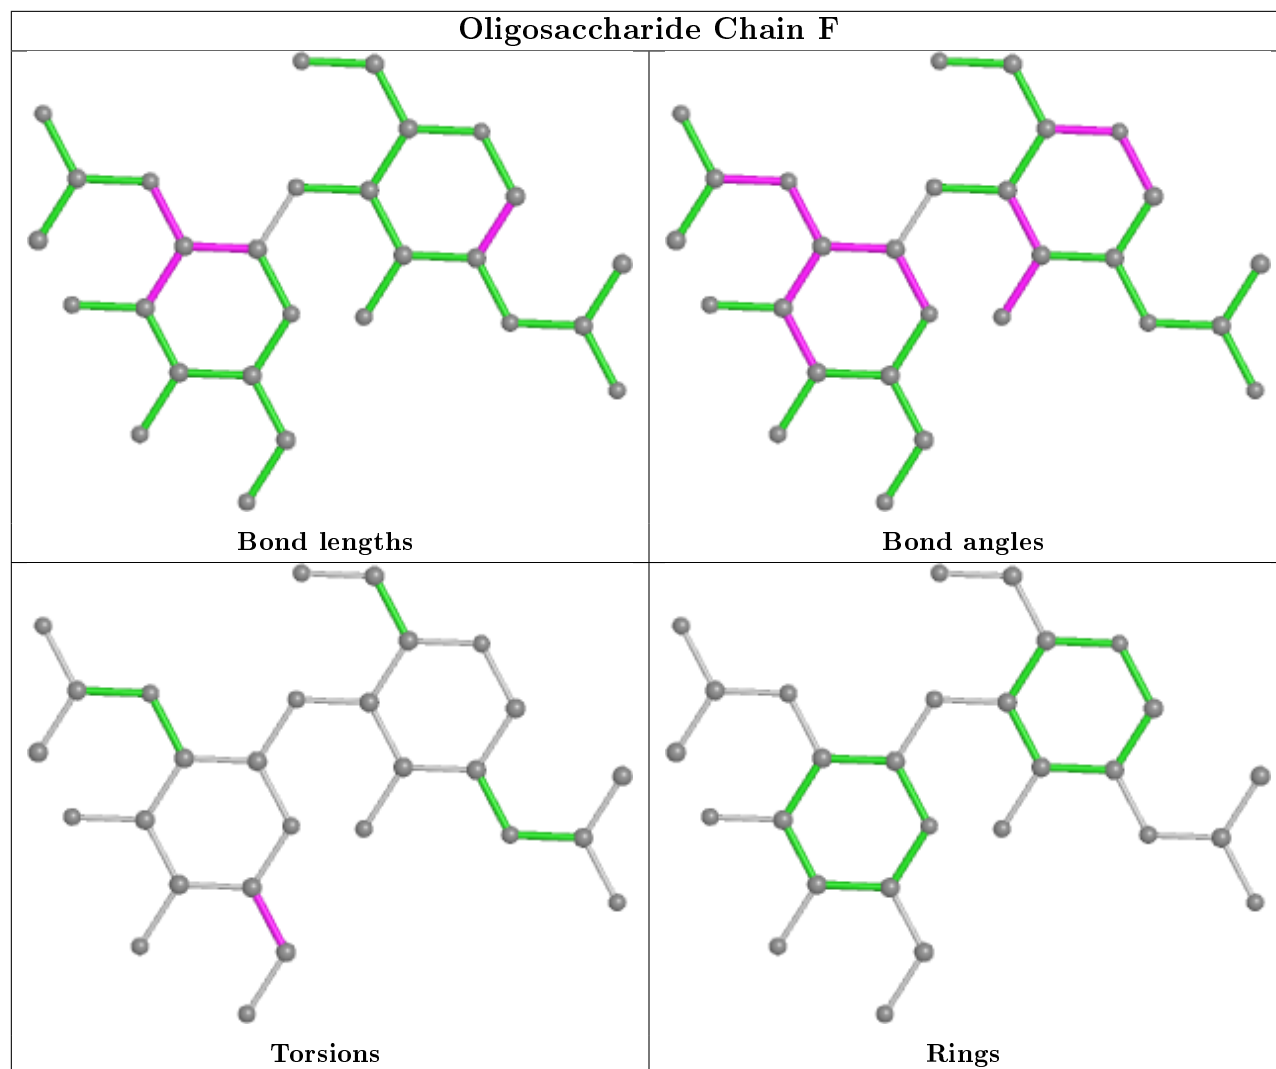 Oligosaccharide Chain F
Bond lengths
Bond angles
Torsions
Rings